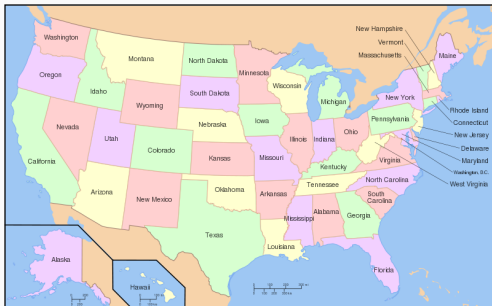 New Hampshire
Vermont
Massachusetts
Washington
Maine
Montana
North Dakota
Minnesota
Oregon
Idaho
South Dakota
Wisconsin
Michigan
New York
Wyoming
Rhode Island
Connecticut
New Jersey
Delaware
Maryland
Washington, D.C.
West Virginia
Nebraska
Iowa
Pennsylvania
Nevada
Utah
Colorado
Illinois
Indiana
Ohio
California
Kansas
Missouri
Kentucky
Virginia
Arizona
New Mexico
Oklahoma
Arkansas
Tennessee
North Carolina
South
Carolina
Texas
Mississippi
Alabama
Georgia
Louisiana
Florida
Alaska
Hawaii